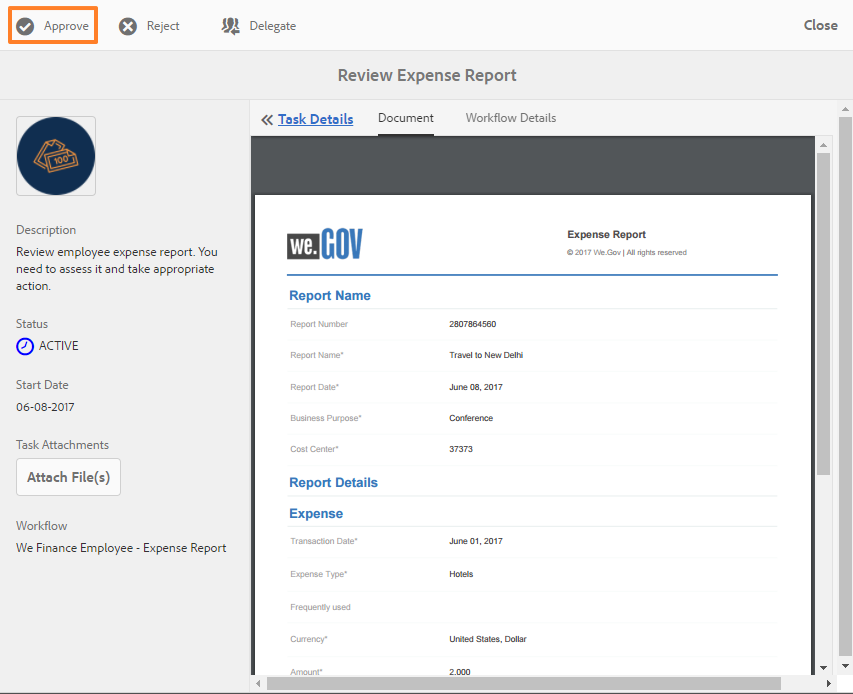 Approve
Reject
Delegate
Close
Review Expense Report
100
Description
Review employee expense report. You
need to assess it and take appropriate
action.
Status
ACTIVE
Start Date
06-08-2017
Task Attachments
Attach File(s)
Workflow
We Finance Employee - Expense Report
Task Details
Document
Workflow Details
we.GOV
Expense Report
© 2017 We.Gov | All rights reserved
Report Name
Report Number 2807864560
Report Name* Travel to New Delhi
Report Date* June 08, 2017
Business Purpose* Conference
Cost Center* 37373
Report Details
Expense
Transaction Date* June 01, 2017
Expense Type* Hotels
Frequently used
Currency* United States, Dollar
Amount* 2.000